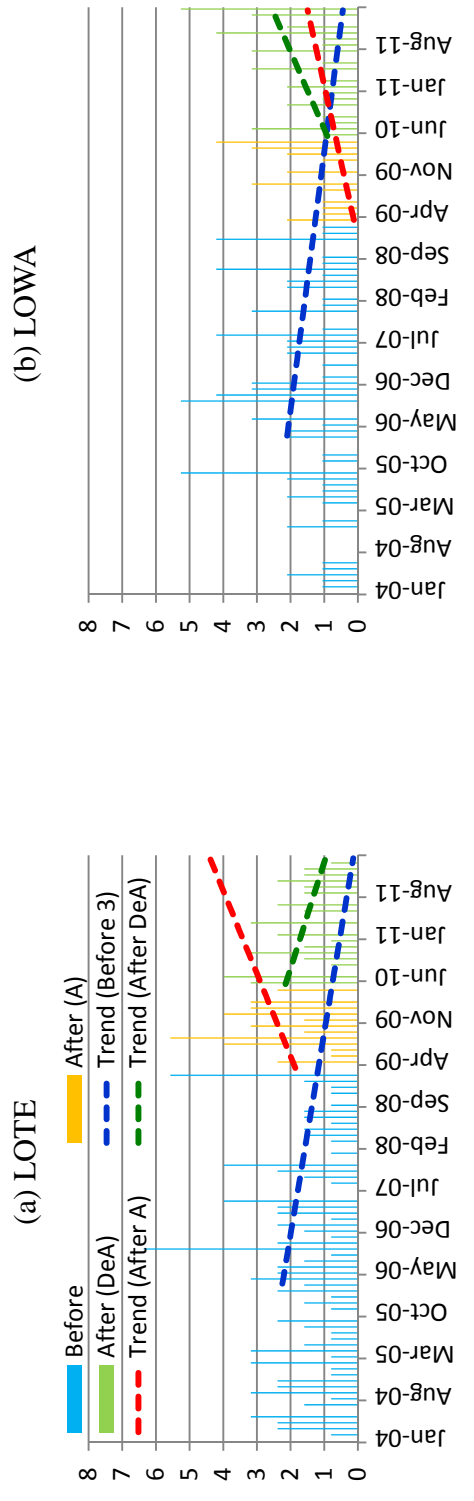 (a) LOTE
8
7
6
5
4
3
2
1
0
Before
After (A)
After (DeA)
Trend (Before 3)
Trend (After A)
Trend (After DeA)
Jan-04
Aug-04
Mar-05
Oct-05
May-06
Dec-06
Jul-07
Feb-08
Sep-08
Apr-09
Nov-09
Jun-10
Jan-11
Aug-11
(b) LOWA
8
7
6
5
4
3
2
1
0
Jan-04
Aug-04
Mar-05
Oct-05
May-06
Dec-06
Jul-07
Feb-08
Sep-08
Apr-09
Nov-09
Jun-10
Jan-11
Aug-11